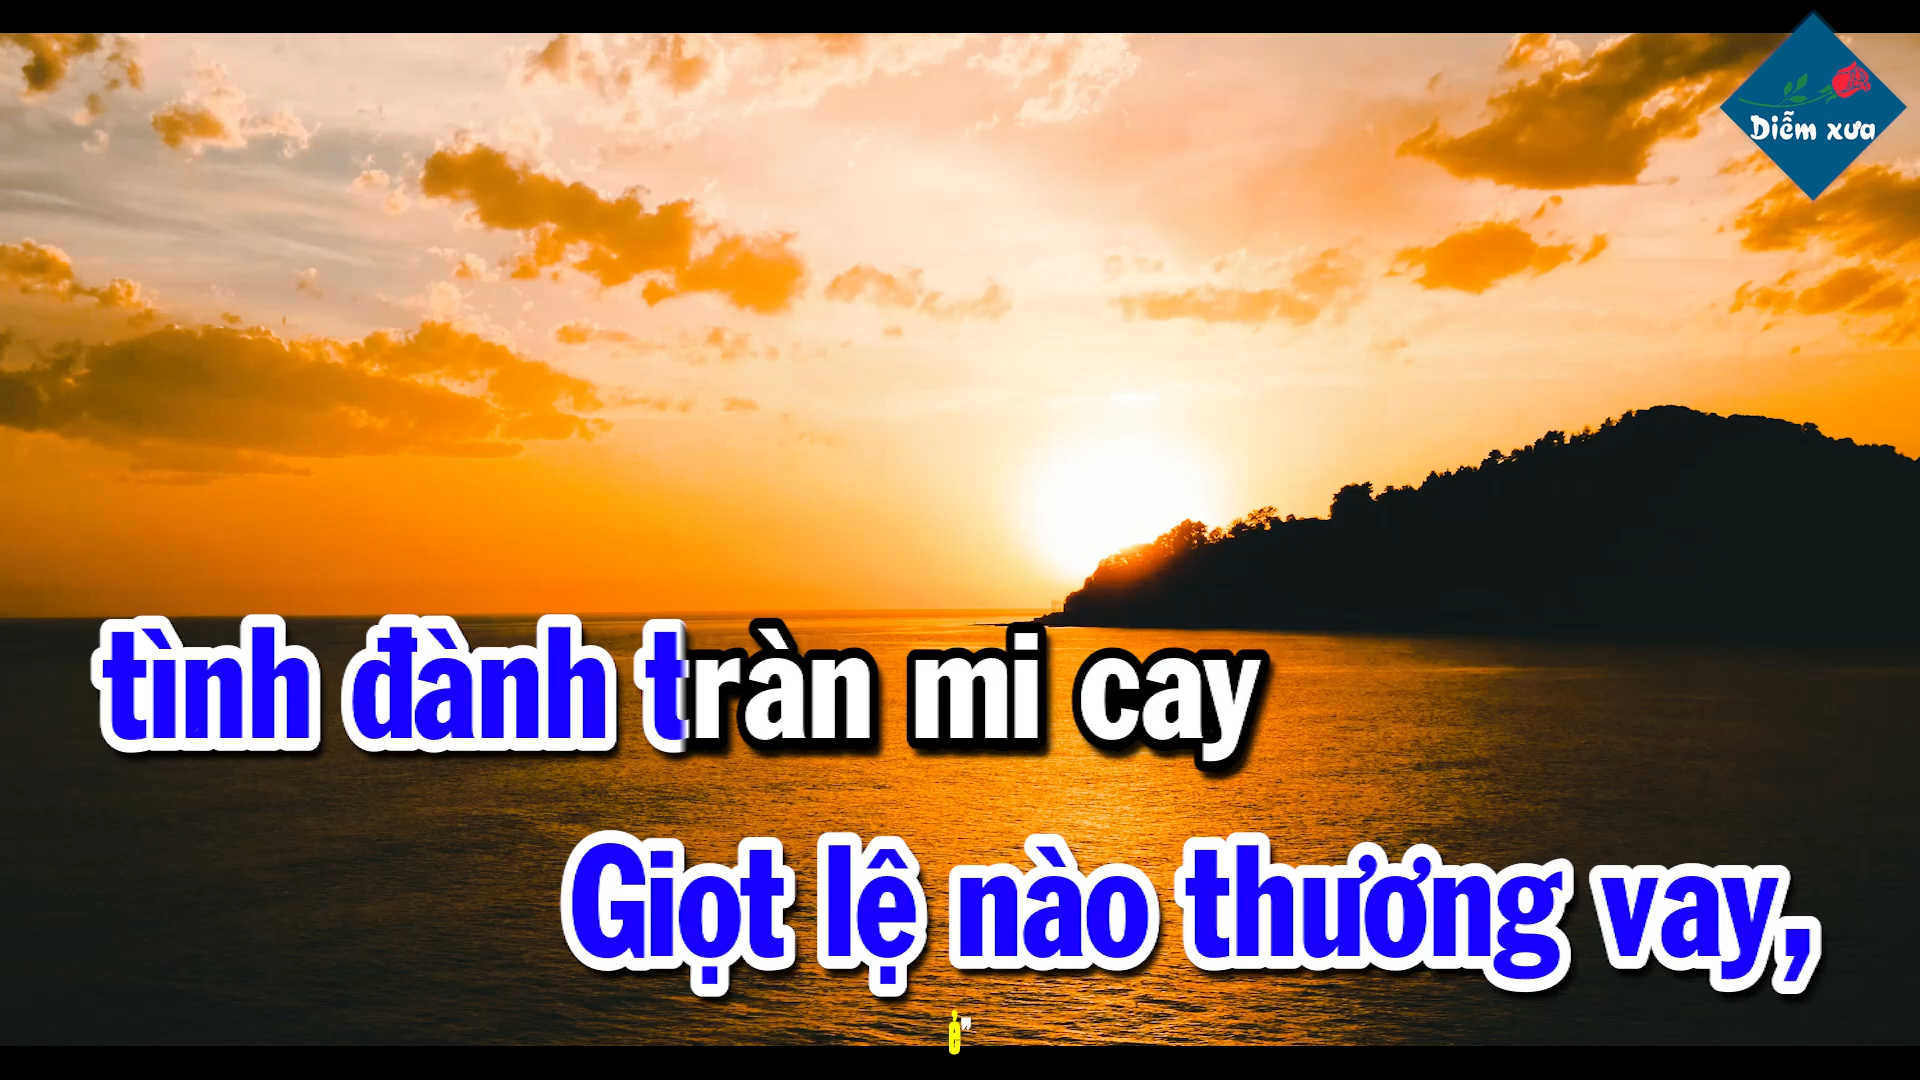 Diễm xưa
tình đành tràn mi cay
Giọt lệ nào thương vay,